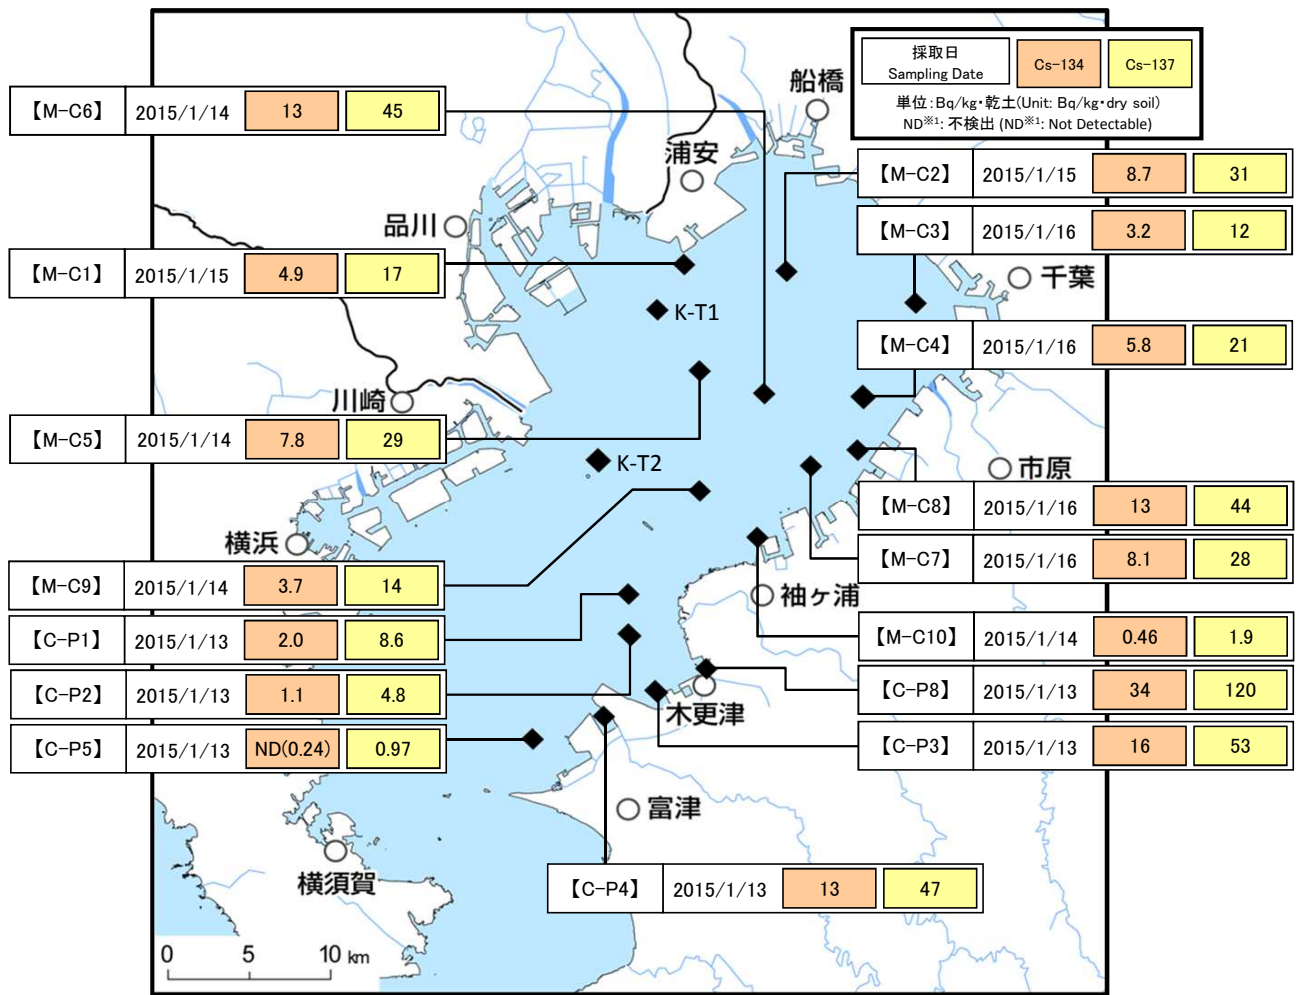 採取日
Sampling Date
Cs-134
Cs-137
単位:Bq/kg・乾土(Unit: Bq/kg・dry soil)
ND※1: 不検出 (ND※1: Not Detectable)
船橋
浦安
品川
千葉
川崎
市原
横浜
袖ヶ浦
木更津
富津
横須賀
K-T1
K-T2
【M-C6】 2015/1/14 13 45
【M-C1】 2015/1/15 4.9 17
【M-C5】 2015/1/14 7.8 29
【M-C9】 2015/1/14 3.7 14
【C-P1】 2015/1/13 2.0 8.6
【C-P2】 2015/1/13 1.1 4.8
【C-P5】 2015/1/13 ND(0.24) 0.97
【M-C2】 2015/1/15 8.7 31
【M-C3】 2015/1/16 3.2 12
【M-C4】 2015/1/16 5.8 21
【M-C8】 2015/1/16 13 44
【M-C7】 2015/1/16 8.1 28
【M-C10】 2015/1/14 0.46 1.9
【C-P8】 2015/1/13 34 120
【C-P3】 2015/1/13 16 53
【C-P4】 2015/1/13 13 47
0 5 10 km